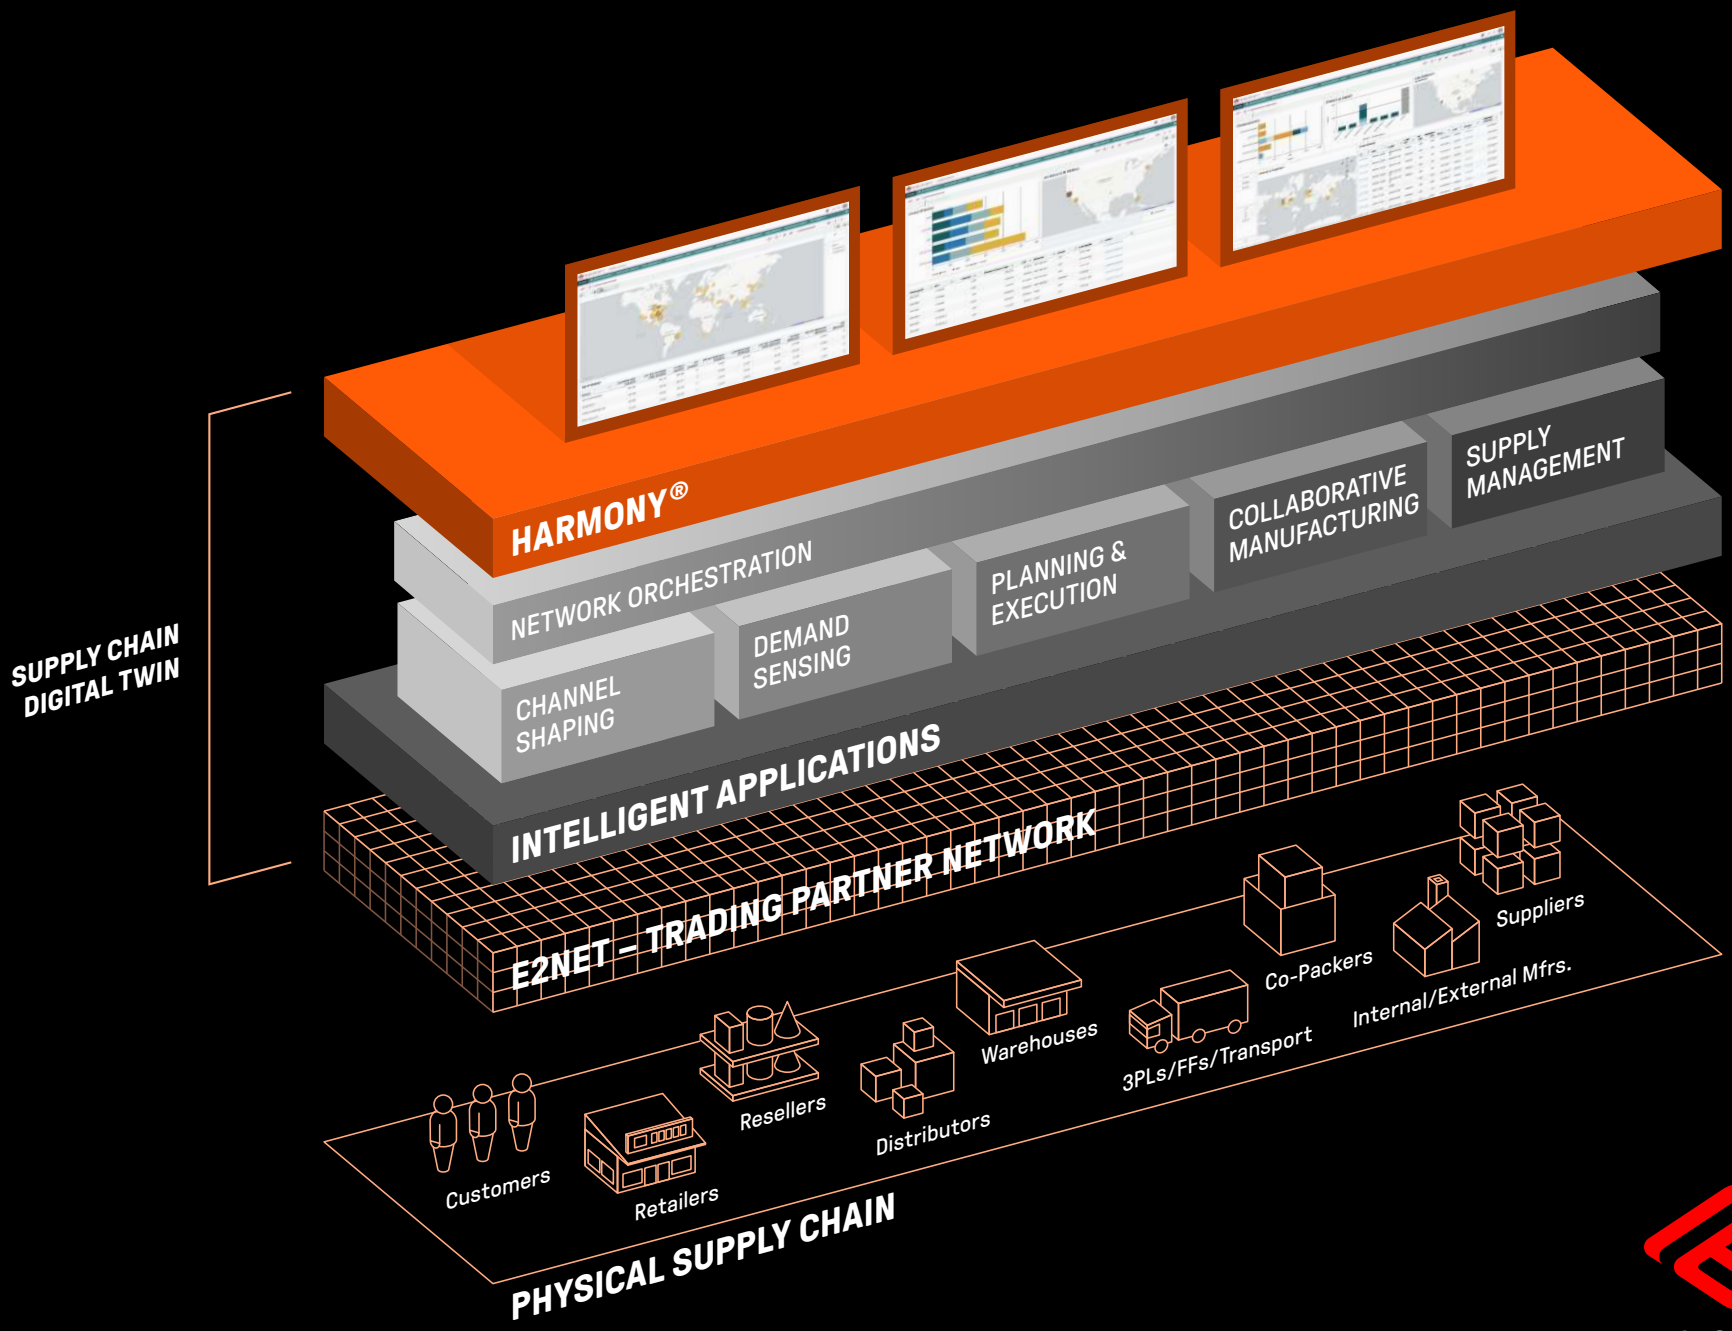 HARMONY®
NETWORK ORCHESTRATION
CHANNEL
SHAPING
DEMAND
SENSING
PLANNING &
EXECUTION
COLLABORATIVE
MANUFACTURING
SUPPLY
MANAGEMENT
INTELLIGENT APPLICATIONS
SUPPLY CHAIN
DIGITAL TWIN
E2NET – TRADING PARTNER NETWORK
Customers
Retailers
Resellers
Distributors
Warehouses
3PLs/FFs/Transport
Co-Packers
Internal/External Mfrs.
Suppliers
PHYSICAL SUPPLY CHAIN